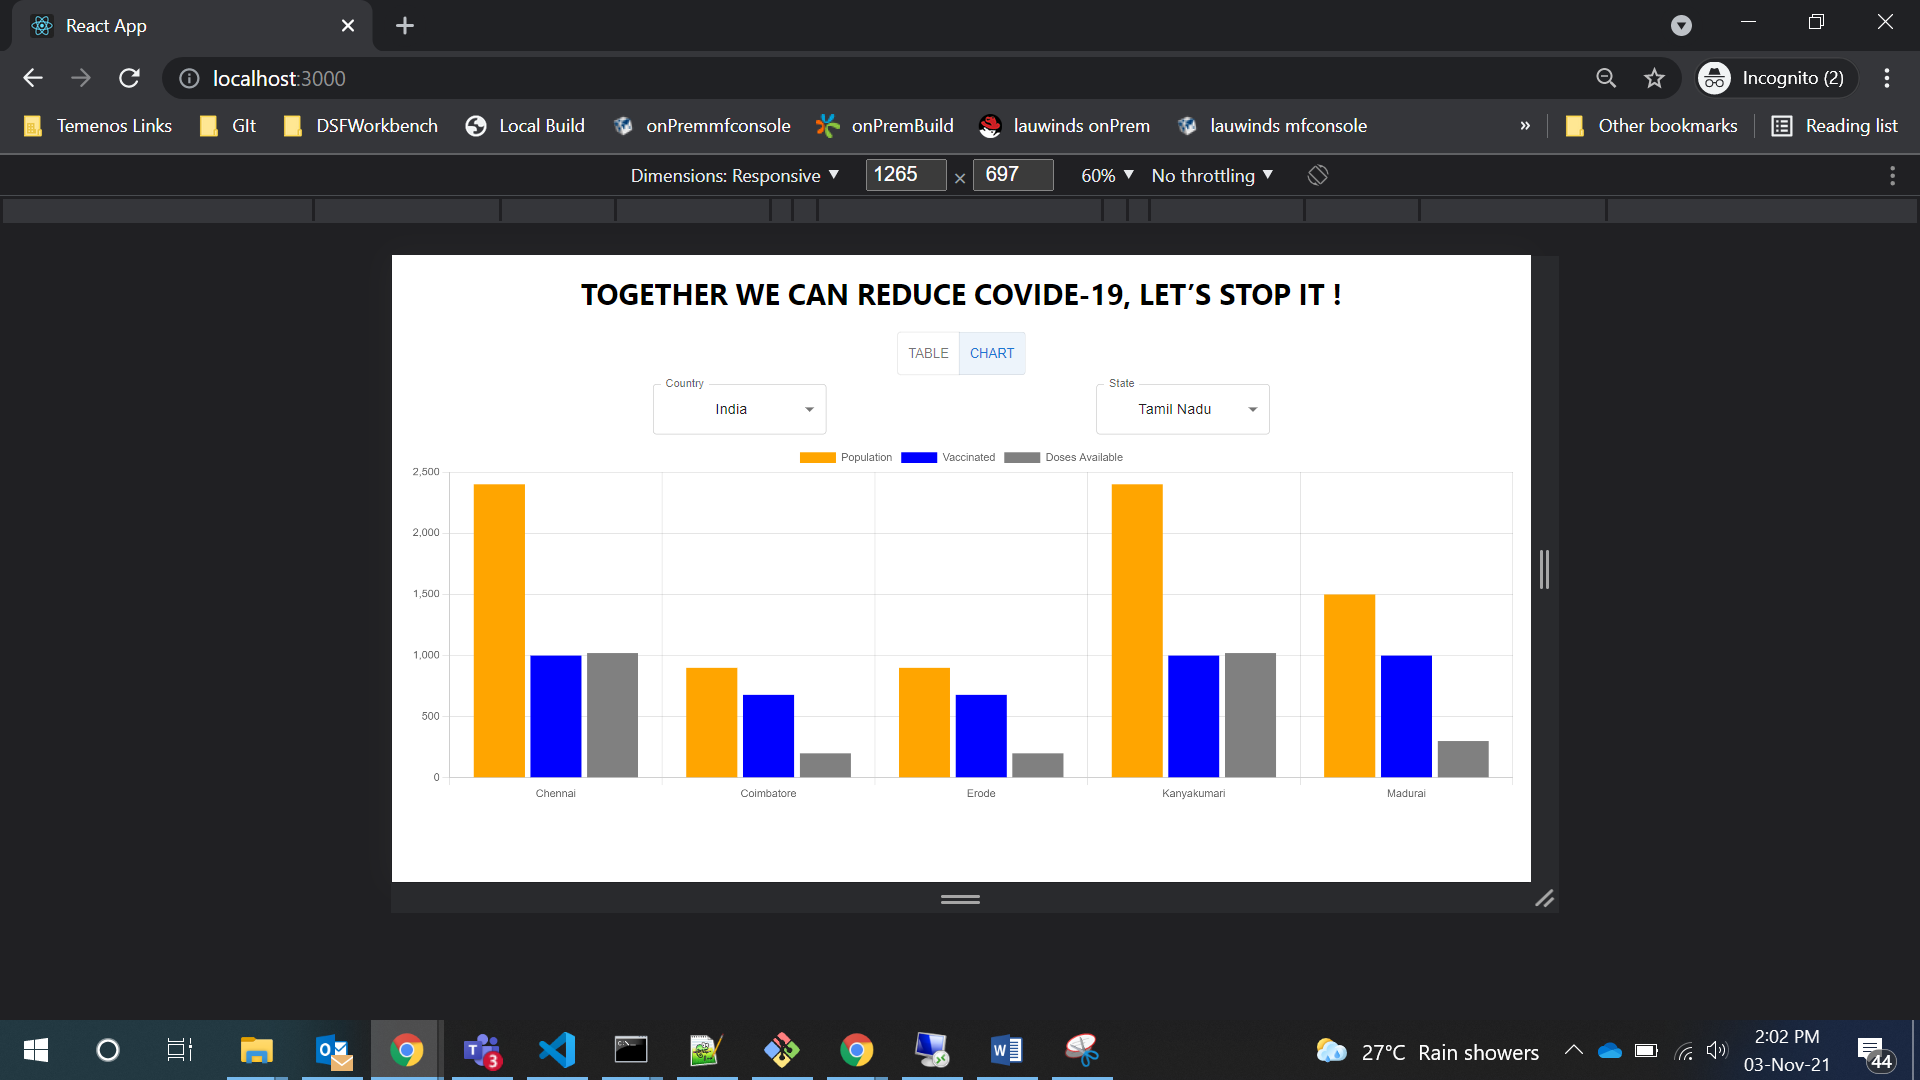 React App
localhost:3000
Incognito (2)
Temenos Links GIt DSFWorkbench Local Build onPremmfconsole onPremBuild lauwinds onPrem lauwinds mfconsole » Other bookmarks Reading list
Dimensions: Responsive 1265 × 697 60% No throttling
TOGETHER WE CAN REDUCE COVIDE-19, LET’S STOP IT !
TABLE CHART
Country
India
State
Tamil Nadu
Population Vaccinated Doses Available
2,500
2,000
1,500
1,000
500
0
Chennai Coimbatore Erode Kanyakumari Madurai
3
27°C Rain showers
2:02 PM
03-Nov-21
44